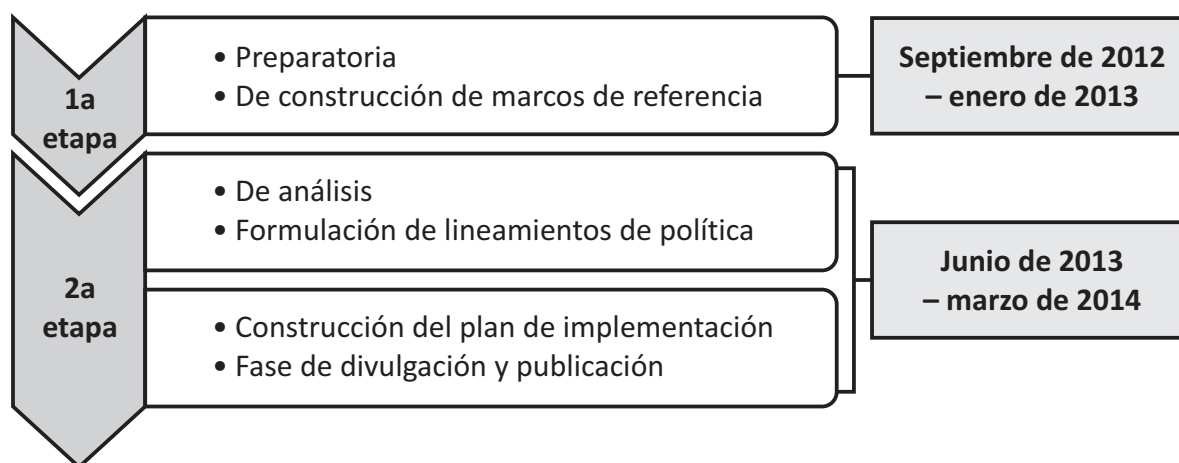 1a
etapa
• Preparatoria
• De construcción de marcos de referencia
Septiembre de 2012
– enero de 2013
2a
etapa
• De análisis
• Formulación de lineamientos de política
• Construcción del plan de implementación
• Fase de divulgación y publicación
Junio de 2013
– marzo de 2014